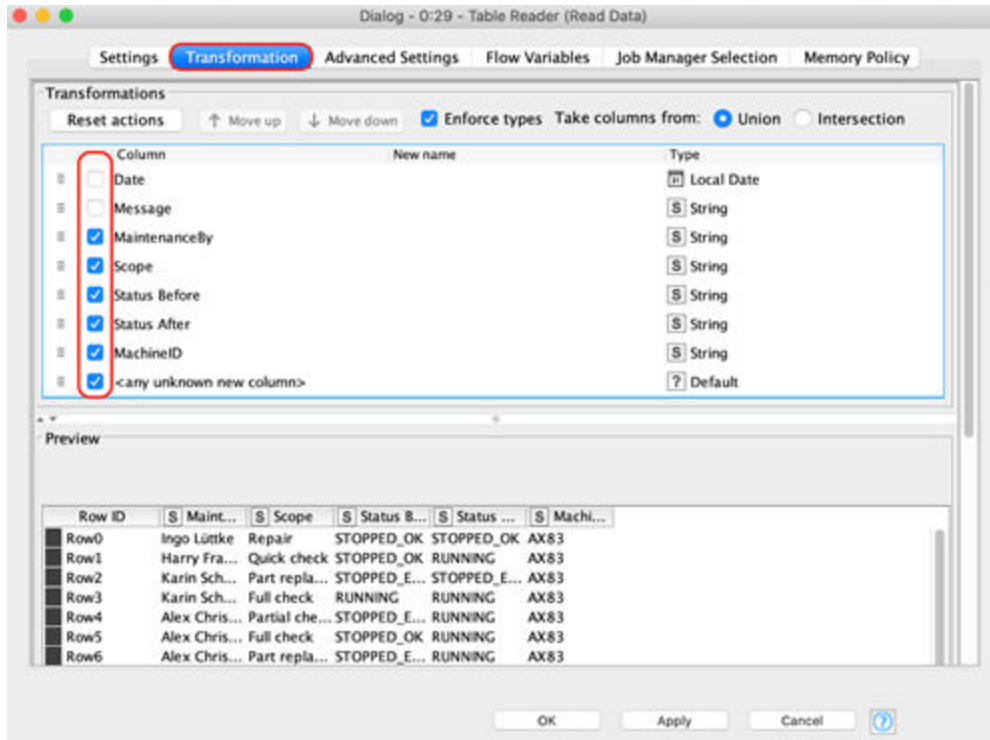 Dialog - 0:29 - Table Reader (Read Data)
Settings Transformation Advanced Settings Flow Variables Job Manager Selection Memory Policy
Transformations
Reset actions Move up Move down Enforce types Take columns from: Union Intersection
Column New name Type
Date Local Date
Message S String
MaintenanceBy S String
Scope S String
Status Before S String
Status After S String
MachineID S String
<any unknown new column> ? Default
Preview
Row ID S Maint... S Scope S Status B... S Status ... S Machi...
Row0 Ingo Lüttke Repair STOPPED_OK STOPPED_OK AX83
Row1 Harry Fra... Quick check STOPPED_OK RUNNING AX83
Row2 Karin Sch... Part repla... STOPPED_E... STOPPED_E... AX83
Row3 Karin Sch... Full check RUNNING RUNNING AX83
Row4 Alex Chris... Partial che... STOPPED_E... RUNNING AX83
Row5 Alex Chris... Full check STOPPED_OK RUNNING AX83
Row6 Alex Chris... Part repla... STOPPED_E... RUNNING AX83
OK Apply Cancel ?